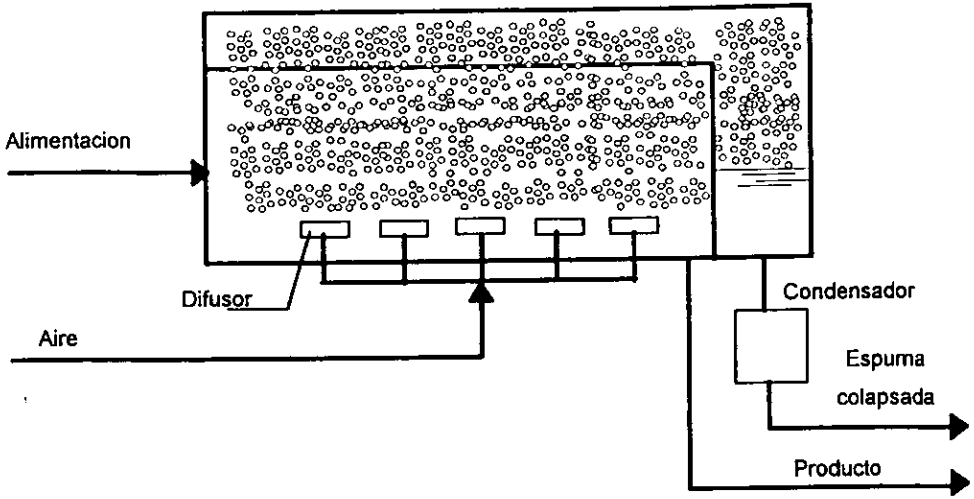 Alimentacion
Difusor
Aire
Condensador
Espuma
colapsada
Producto